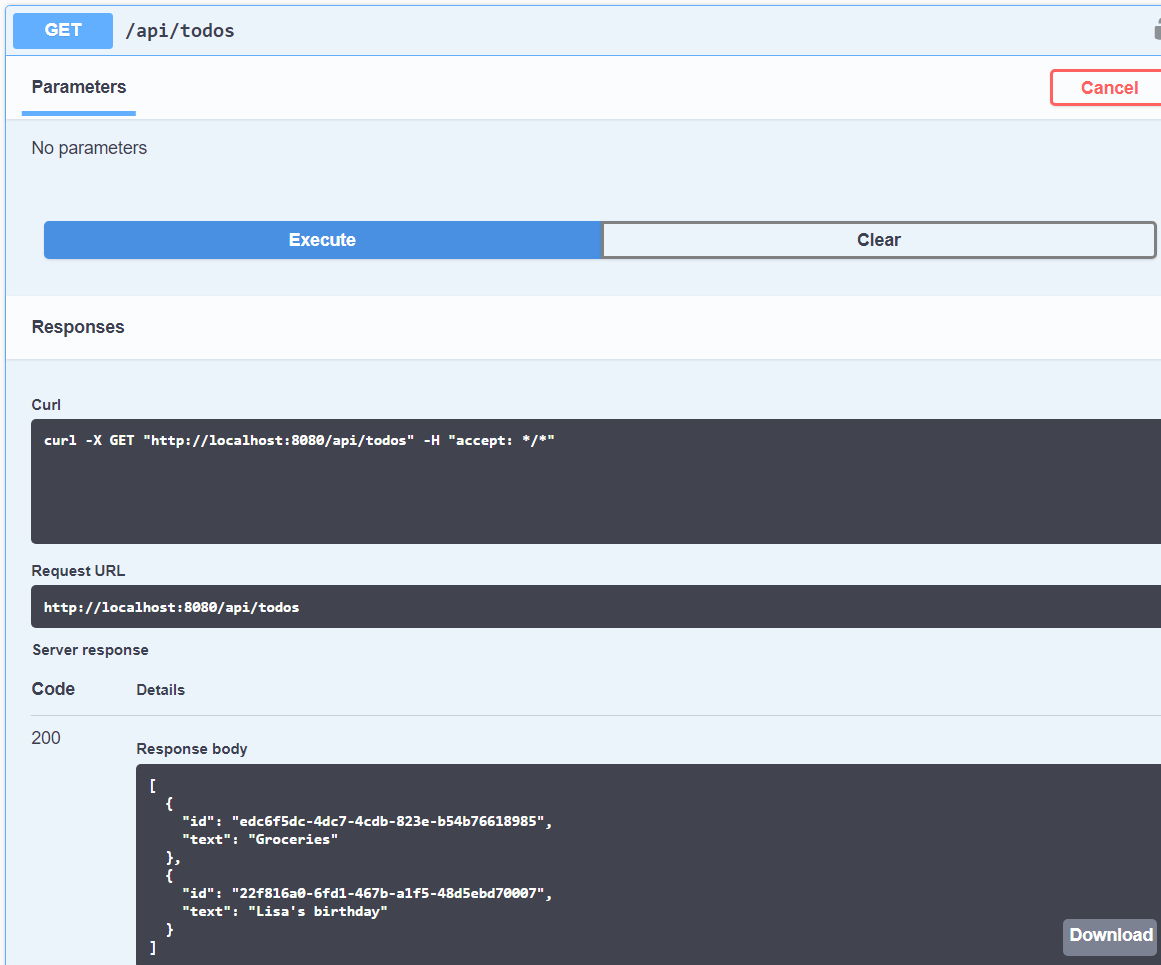 GET /api/todos
Parameters
Cancel
No parameters
Execute
Clear
Responses
Curl
curl -X GET "http://localhost:8080/api/todos" -H "accept: */*"
Request URL
http://localhost:8080/api/todos
Server response
Code Details
200
Response body
[
  {
    "id": "edc6f5dc-4dc7-4cdb-823e-b54b76618985",
    "text": "Groceries"
  },
  {
    "id": "22f816a0-6fd1-467b-a1f5-48d5ebd70007",
    "text": "Lisa's birthday"
  }
]
Download